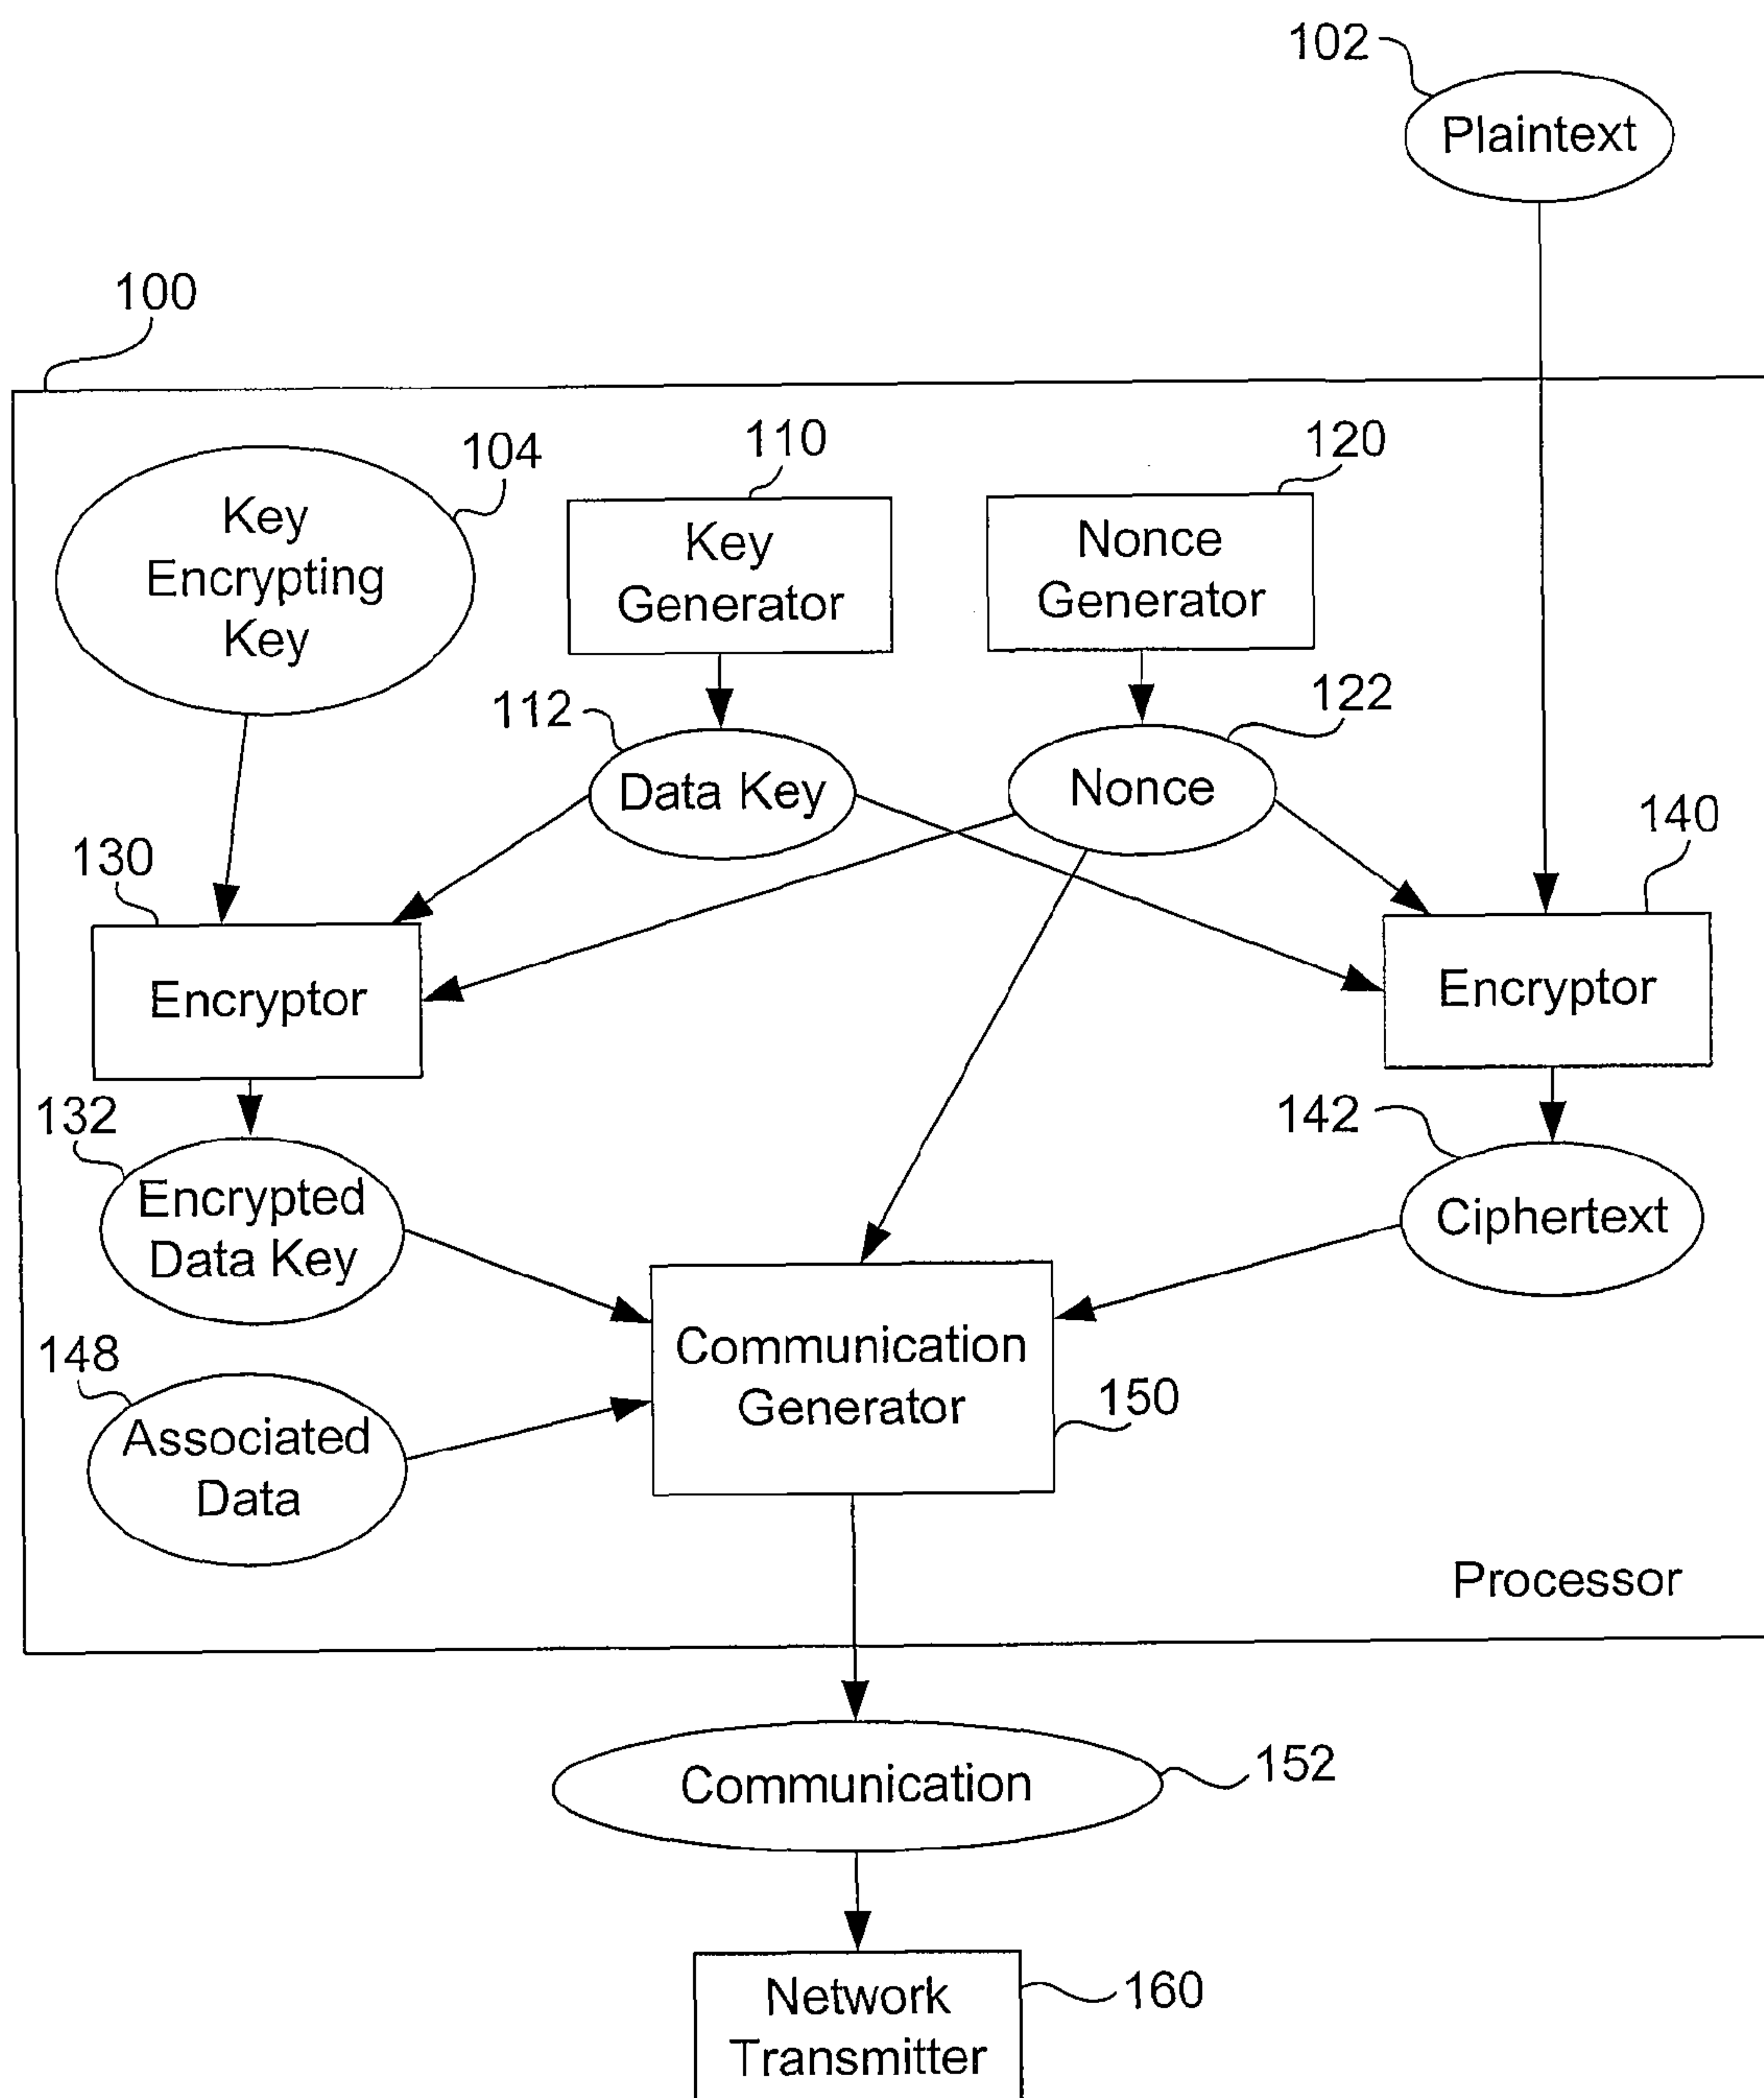 102
Plaintext
100
104
110
120
Key
Encrypting
Key
Key
Generator
Nonce
Generator
112
122
Data Key
Nonce
130
140
Encryptor
Encryptor
132
142
Encrypted
Data Key
Ciphertext
148
Communication
Generator
150
Associated
Data
Processor
Communication
152
Network
Transmitter
160